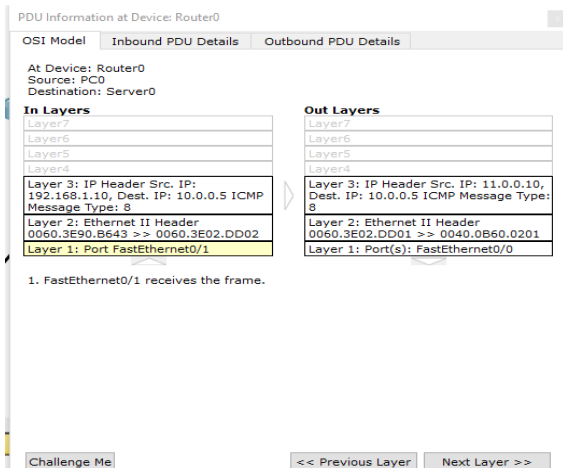 PDU Information at Device: Router0
OSI Model Inbound PDU Details Outbound PDU Details
At Device: Router0
Source: PC0
Destination: Server0
In Layers
Layer7
Layer6
Layer5
Layer4
Layer 3: IP Header Src. IP:
192.168.1.10, Dest. IP: 10.0.0.5 ICMP
Message Type: 8
Layer 2: Ethernet II Header
0060.3E90.B643 >> 0060.3E02.DD02
Layer 1: Port FastEthernet0/1
Out Layers
Layer7
Layer6
Layer5
Layer4
Layer 3: IP Header Src. IP: 11.0.0.10,
Dest. IP: 10.0.0.5 ICMP Message Type:
8
Layer 2: Ethernet II Header
0060.3E02.DD01 >> 0040.0B60.0201
Layer 1: Port(s): FastEthernet0/0
1. FastEthernet0/1 receives the frame.
Challenge Me << Previous Layer Next Layer >>